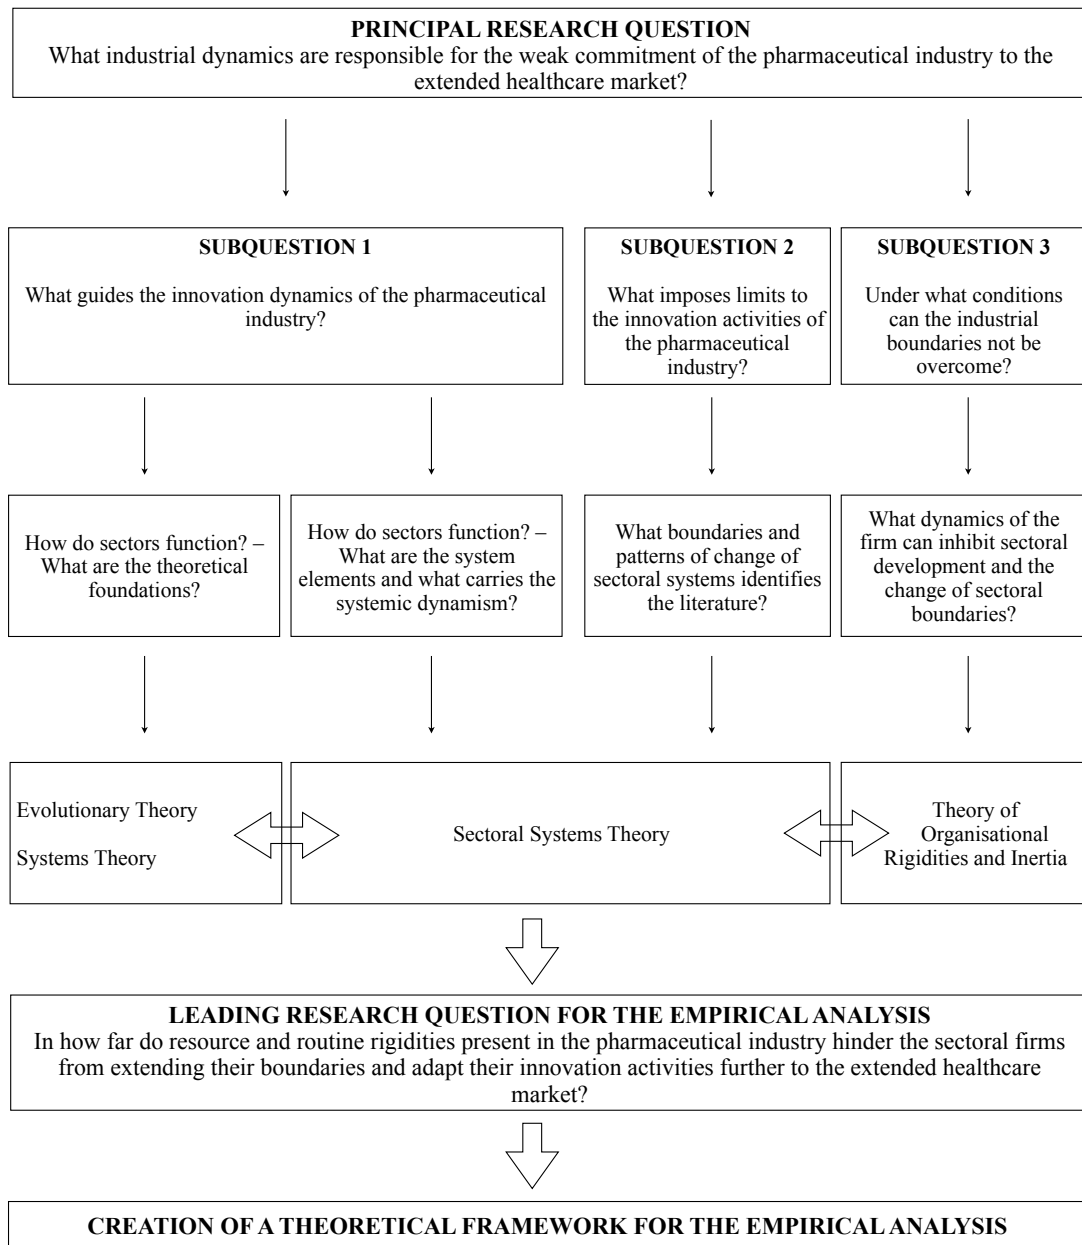 PRINCIPAL RESEARCH QUESTION
What industrial dynamics are responsible for the weak commitment of the pharmaceutical industry to the
extended healthcare market?
SUBQUESTION 1
What guides the innovation dynamics of the pharmaceutical
industry?
SUBQUESTION 2
What imposes limits to
the innovation activities of
the pharmaceutical
industry?
SUBQUESTION 3
Under what conditions
can the industrial
boundaries not be
overcome?
How do sectors function? –
What are the theoretical
foundations?
How do sectors function? –
What are the system
elements and what carries the
systemic dynamism?
What boundaries and
patterns of change of
sectoral systems identifies
the literature?
What dynamics of the
firm can inhibit sectoral
development and the
change of sectoral
boundaries?
Evolutionary Theory
Systems Theory
Sectoral Systems Theory
Theory of
Organisational
Rigidities and Inertia
LEADING RESEARCH QUESTION FOR THE EMPIRICAL ANALYSIS
In how far do resource and routine rigidities present in the pharmaceutical industry hinder the sectoral firms
from extending their boundaries and adapt their innovation activities further to the extended healthcare
market?
CREATION OF A THEORETICAL FRAMEWORK FOR THE EMPIRICAL ANALYSIS